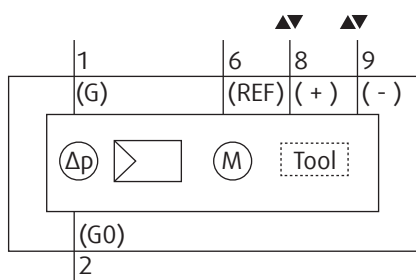 1 6 8 9
(G) (REF) ( + ) ( - )
Δp M Tool
(G0)
2